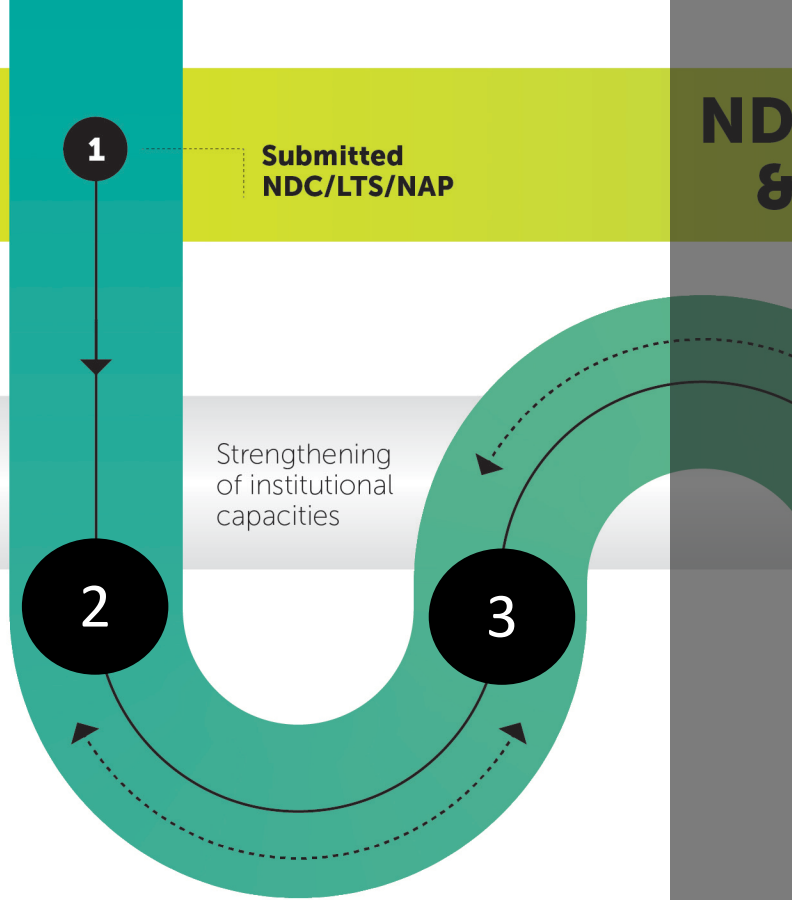 1
Submitted
NDC/LTS/NAP
ND
&
Strengthening
of institutional
capacities
2
3